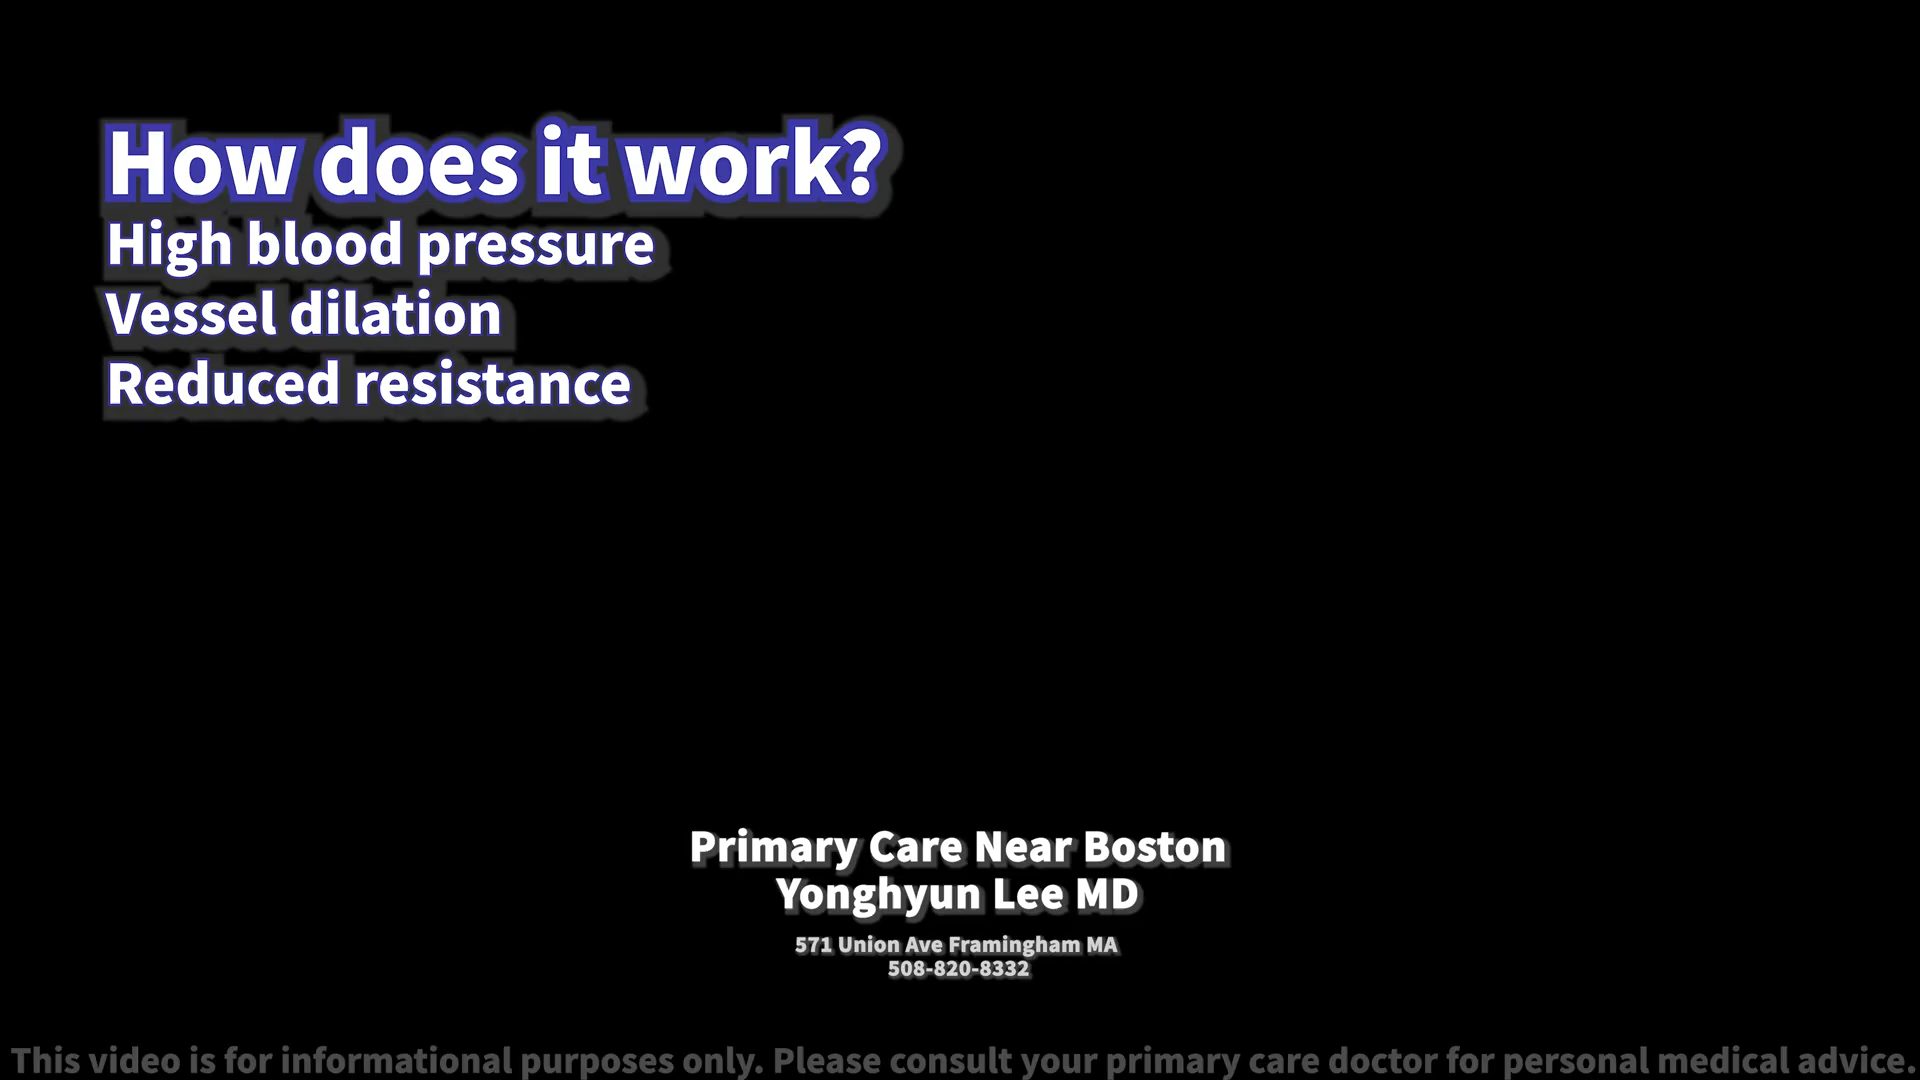 How does it work?
High blood pressure
Vessel dilation
Reduced resistance
Primary Care Near Boston
Yonghyun Lee MD
571 Union Ave Framingham MA
508-820-8332
This video is for informational purposes only. Please consult your primary care doctor for personal medical advice.